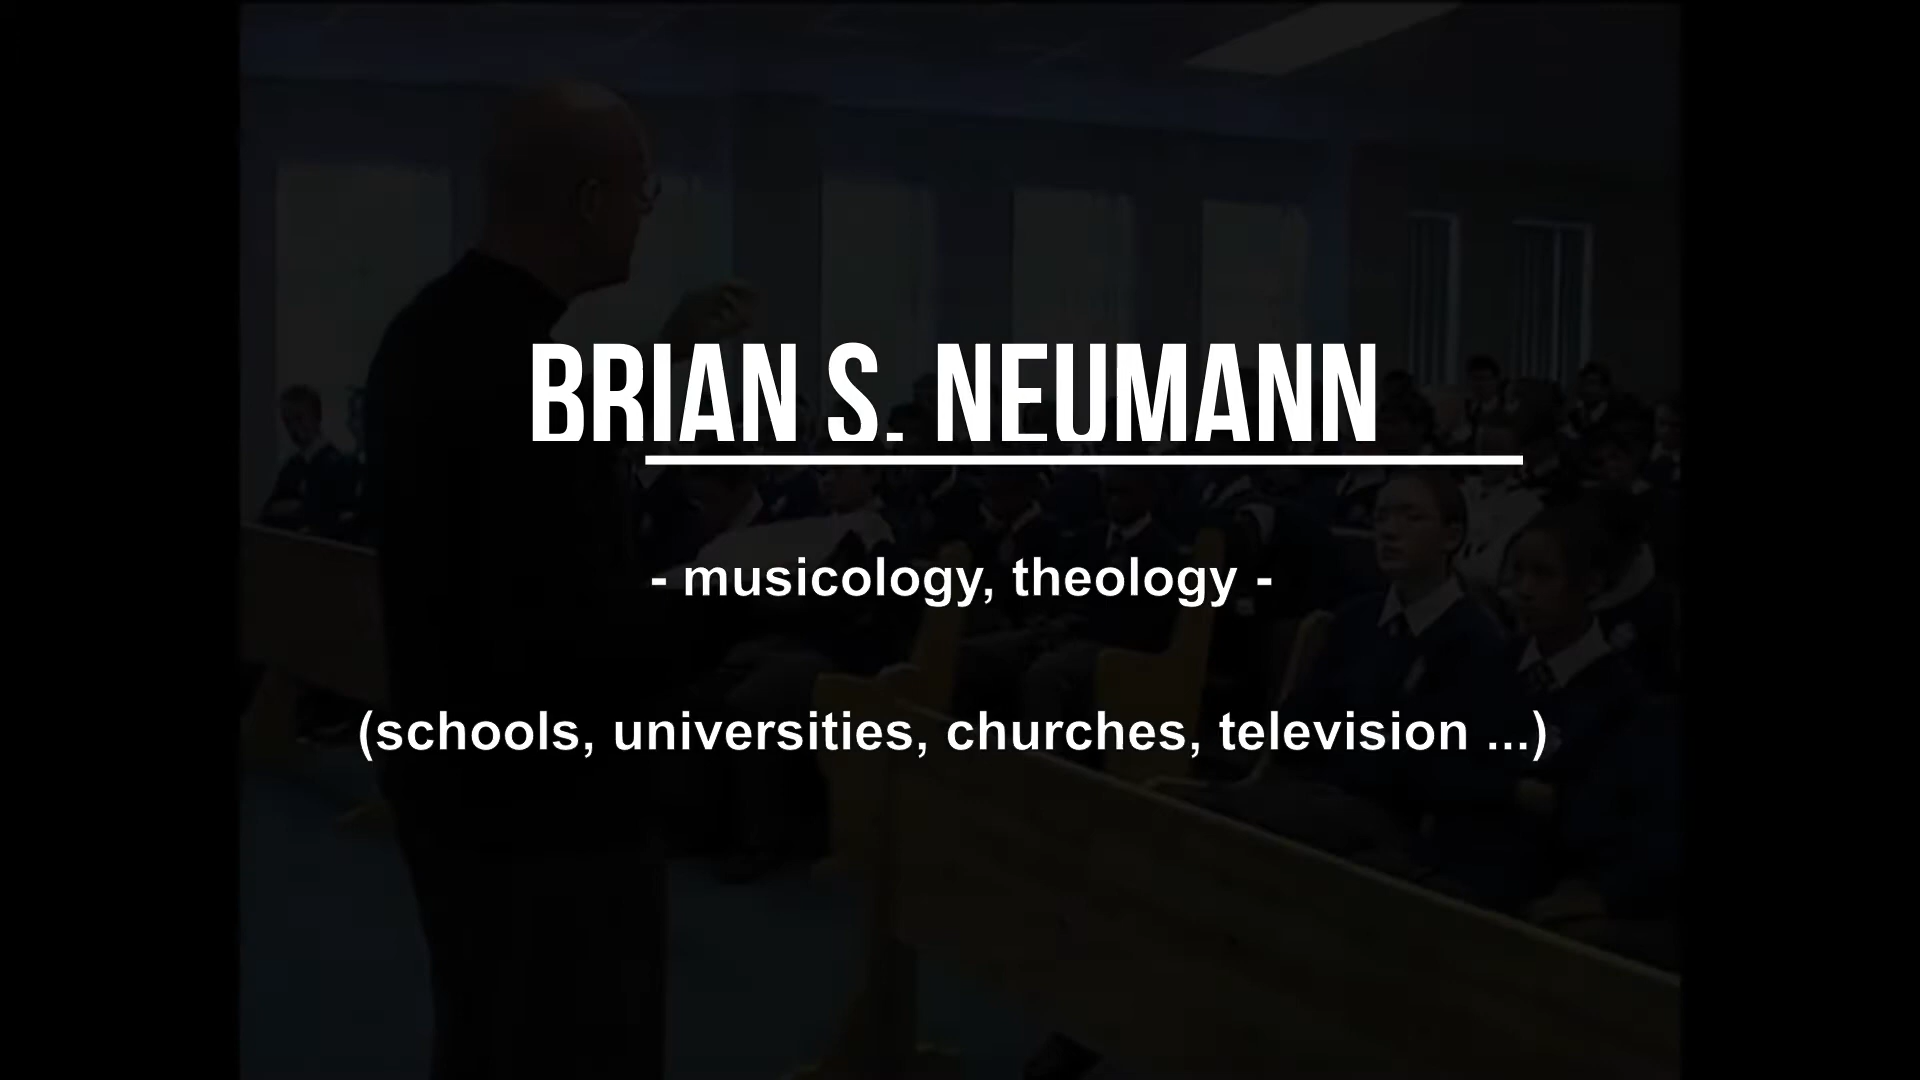 BRIAN S. NEUMANN
- musicology, theology -
(schools, universities, churches, television ...)